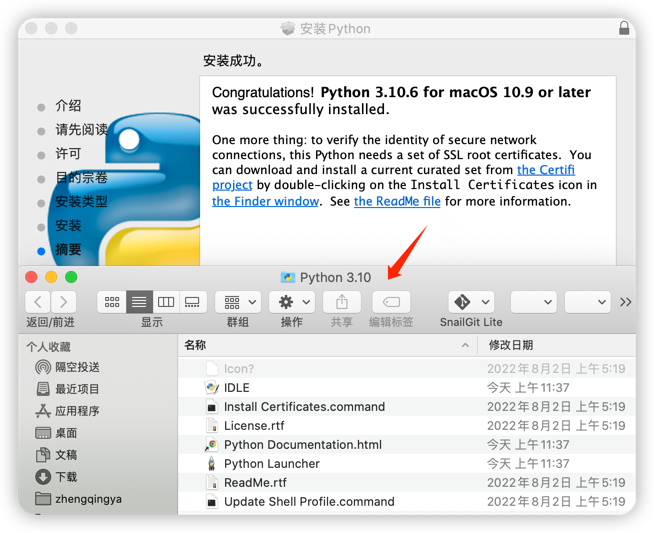 安装Python
安装成功。
介绍
请先阅读
许可
目的宗卷
安装类型
安装
摘要
Congratulations! Python 3.10.6 for macOS 10.9 or later
was successfully installed.
One more thing: to verify the identity of secure network
connections, this Python needs a set of SSL root certificates. You
can download and install a current curated set from the Certifi
project by double-clicking on the Install Certificates icon in
the Finder window. See the ReadMe file for more information.
Python 3.10
返回/前进 显示 群组 操作 共享 编辑标签 SnailGit Lite
个人收藏
隔空投送
最近项目
应用程序
桌面
文稿
下载
zhengqingya
名称 修改日期
Icon? 2022年8月2日 上午5:19
IDLE 今天 上午11:37
Install Certificates.command 2022年8月2日 上午5:19
License.rtf 2022年8月2日 上午5:19
Python Documentation.html 今天 上午11:37
Python Launcher 今天 上午11:37
ReadMe.rtf 2022年8月2日 上午5:19
Update Shell Profile.command 2022年8月2日 上午5:19